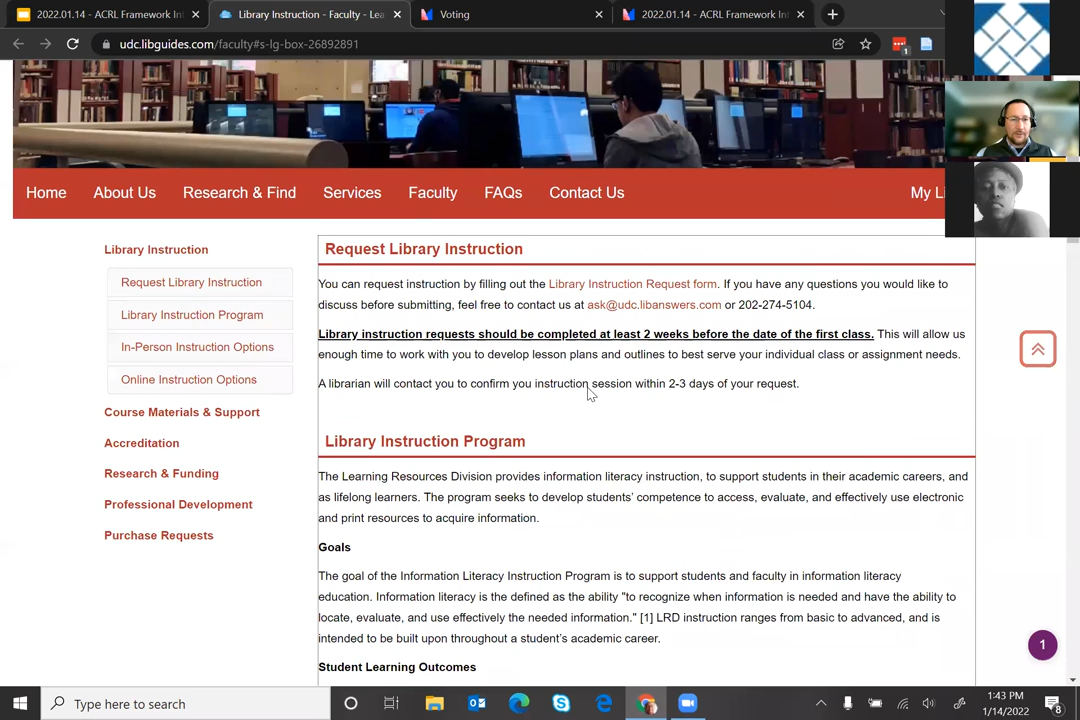 2022.01.14 - ACRL Framework Int
Library Instruction - Faculty - Lea
Voting
2022.01.14 - ACRL Framework Int
udc.libguides.com/faculty#s-lg-box-26892891
Home
About Us
Research & Find
Services
Faculty
FAQs
Contact Us
My Li
Library Instruction
Request Library Instruction
Library Instruction Program
In-Person Instruction Options
Online Instruction Options
Course Materials & Support
Accreditation
Research & Funding
Professional Development
Purchase Requests
Request Library Instruction
You can request instruction by filling out the Library Instruction Request form. If you have any questions you would like to
discuss before submitting, feel free to contact us at ask@udc.libanswers.com or 202-274-5104.
Library instruction requests should be completed at least 2 weeks before the date of the first class. This will allow us
enough time to work with you to develop lesson plans and outlines to best serve your individual class or assignment needs.
A librarian will contact you to confirm you instruction session within 2-3 days of your request.
Library Instruction Program
The Learning Resources Division provides information literacy instruction, to support students in their academic careers, and
as lifelong learners. The program seeks to develop students' competence to access, evaluate, and effectively use electronic
and print resources to acquire information.
Goals
The goal of the Information Literacy Instruction Program is to support students and faculty in information literacy
education. Information literacy is the defined as the ability "to recognize when information is needed and have the ability to
locate, evaluate, and use effectively the needed information." [1] LRD instruction ranges from basic to advanced, and is
intended to be built upon throughout a student's academic career.
Student Learning Outcomes
1
1
Type here to search
1:43 PM
1/14/2022
8